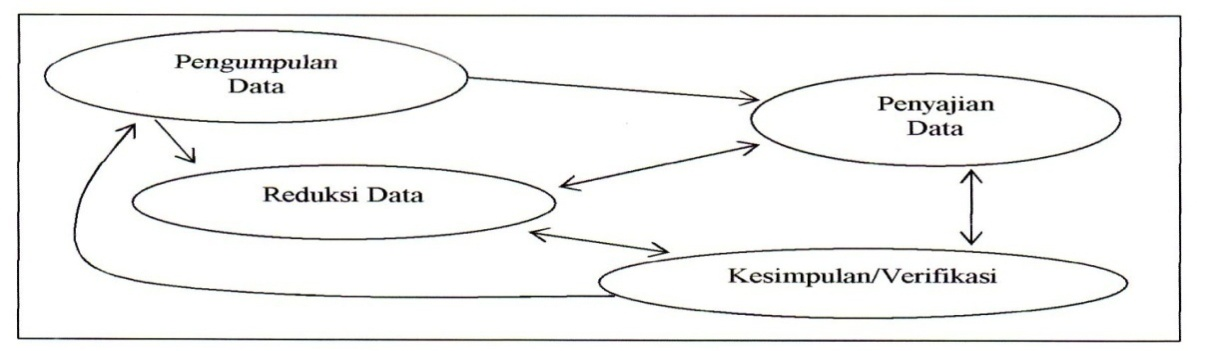 Pengumpulan
Data
Penyajian
Data
Reduksi Data
Kesimpulan/Verifikasi